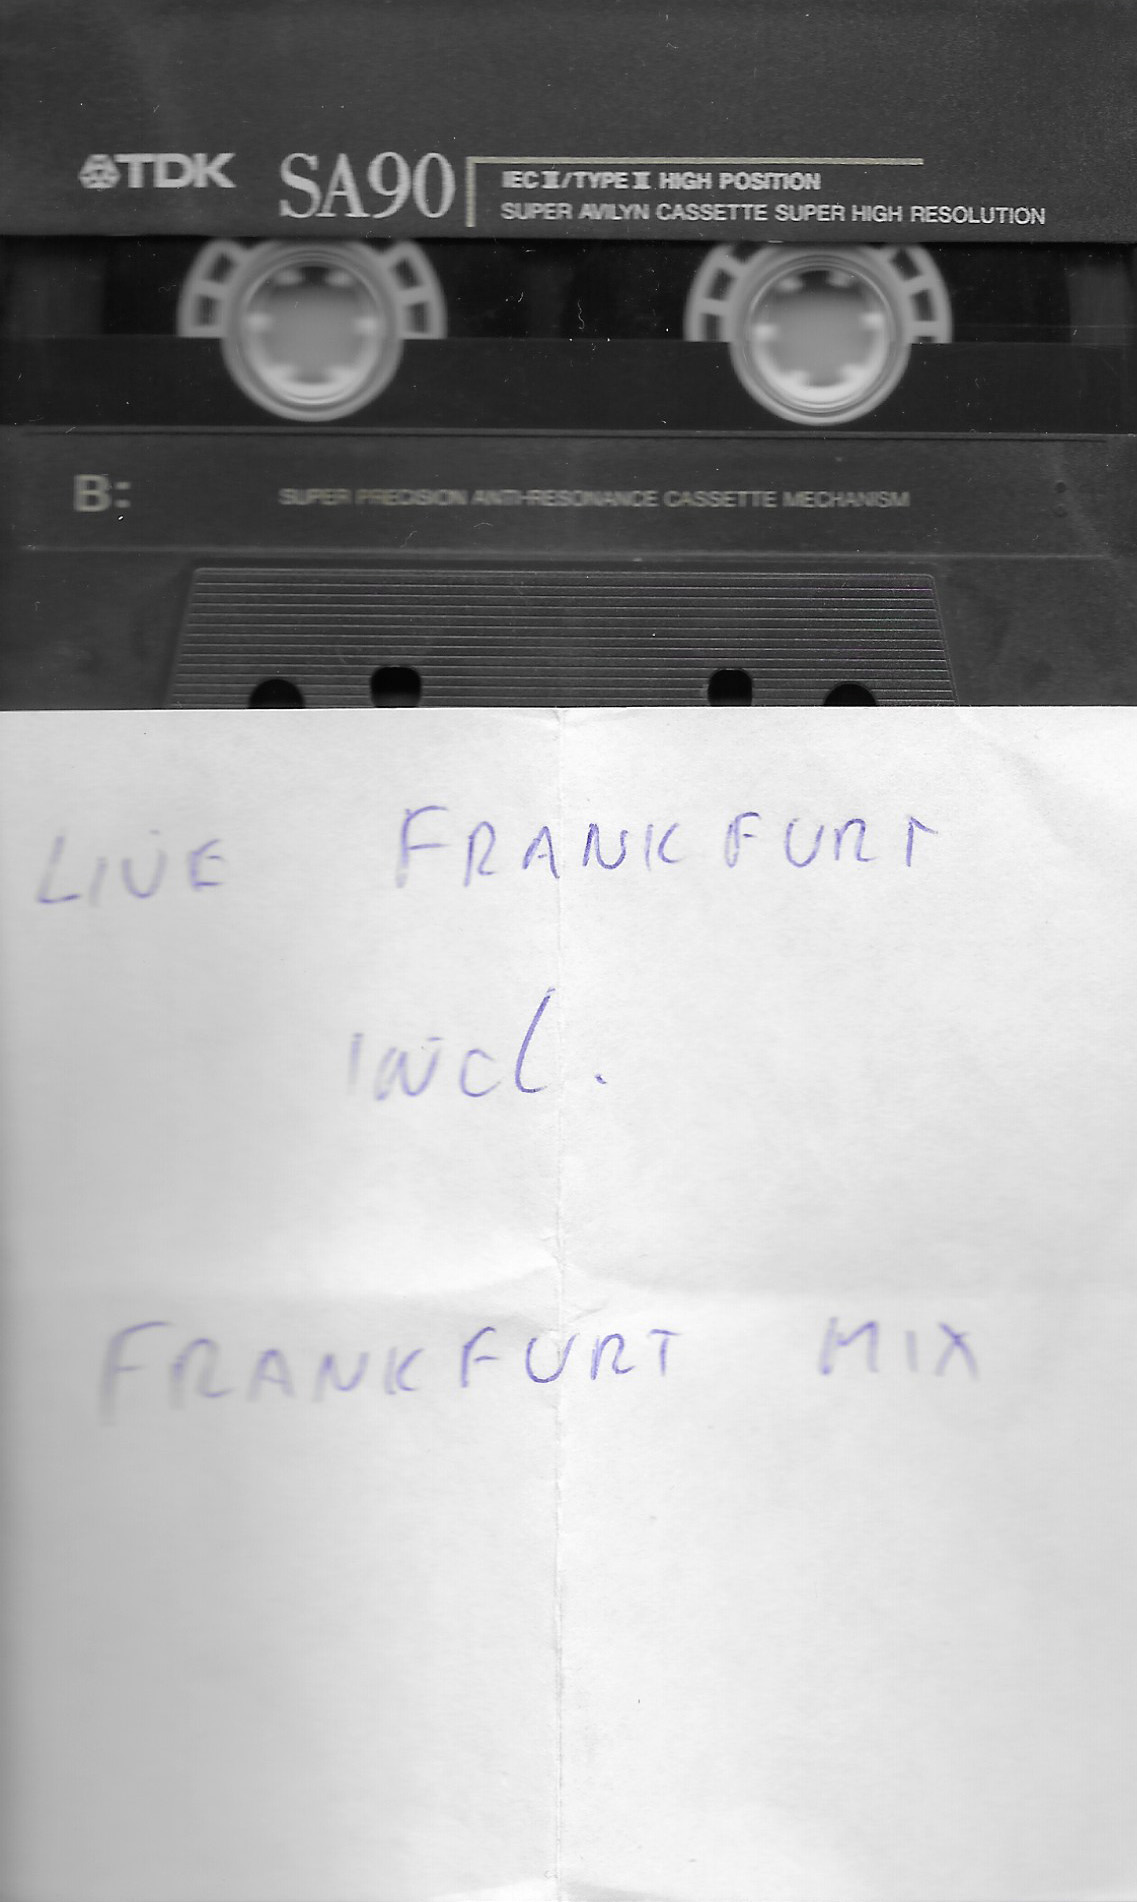 TDK SA90 IEC II/TYPE II HIGH POSITION
SUPER AVILYN CASSETTE SUPER HIGH RESOLUTION
B: SUPER PRECISION ANTI-RESONANCE CASSETTE MECHANISM
LIVE FRANKFURT
incl.
FRANKFURT MIX